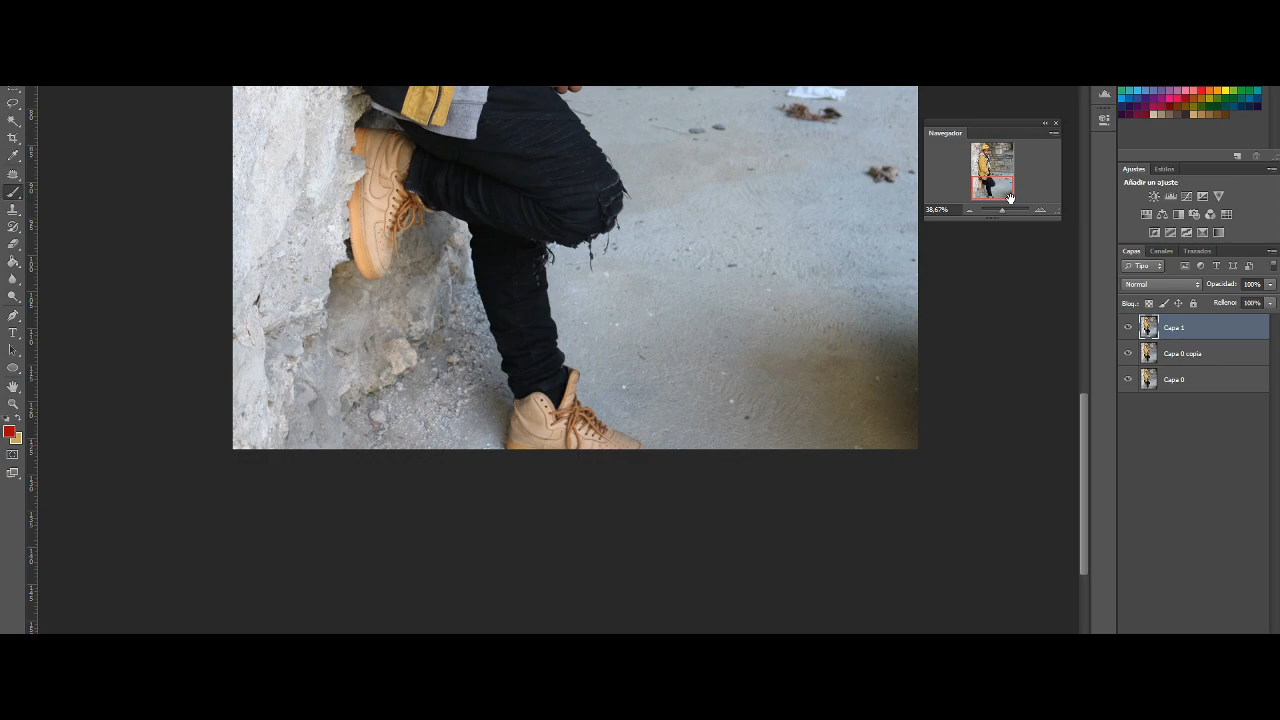 Navegador
38,67%
Ajustes Estilos
Añadir un ajuste
Capas Canales Trazados
Tipo
Normal Opacidad: 100%
Bloq.: Relleno: 100%
Capa 1
Capa 0 copia
Capa 0